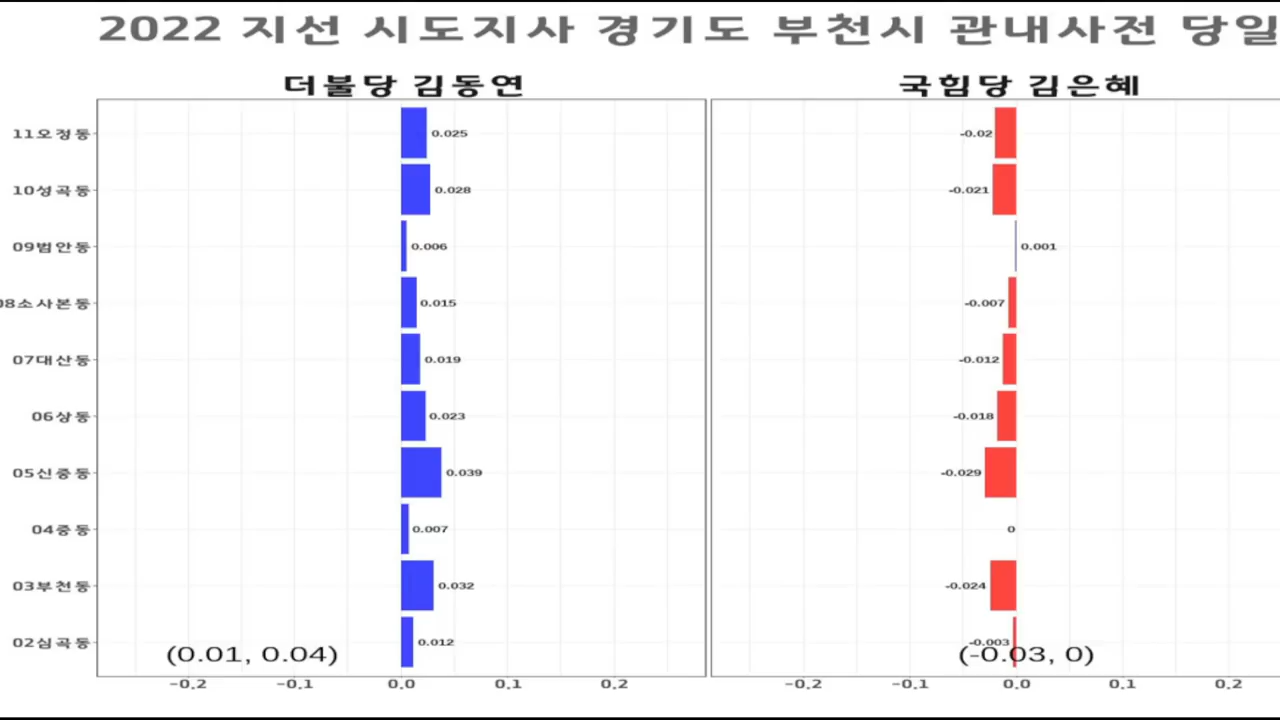 2022 지선 시도지사 경기도 부천시 관내사전 당일
더불당 김동연
국힘당 김은혜
11오정동 0.025 -0.02
10성곡동 0.028 -0.021
09범안동 0.006 0.001
08소사본동 0.015 -0.007
07대산동 0.019 -0.012
06상동 0.023 -0.018
05신중동 0.039 -0.029
04중동 0.007 0
03부천동 0.032 -0.024
02심곡동 0.012 -0.003
(0.01, 0.04) (-0.03, 0)
-0.2 -0.1 0.0 0.1 0.2 -0.2 -0.1 0.0 0.1 0.2